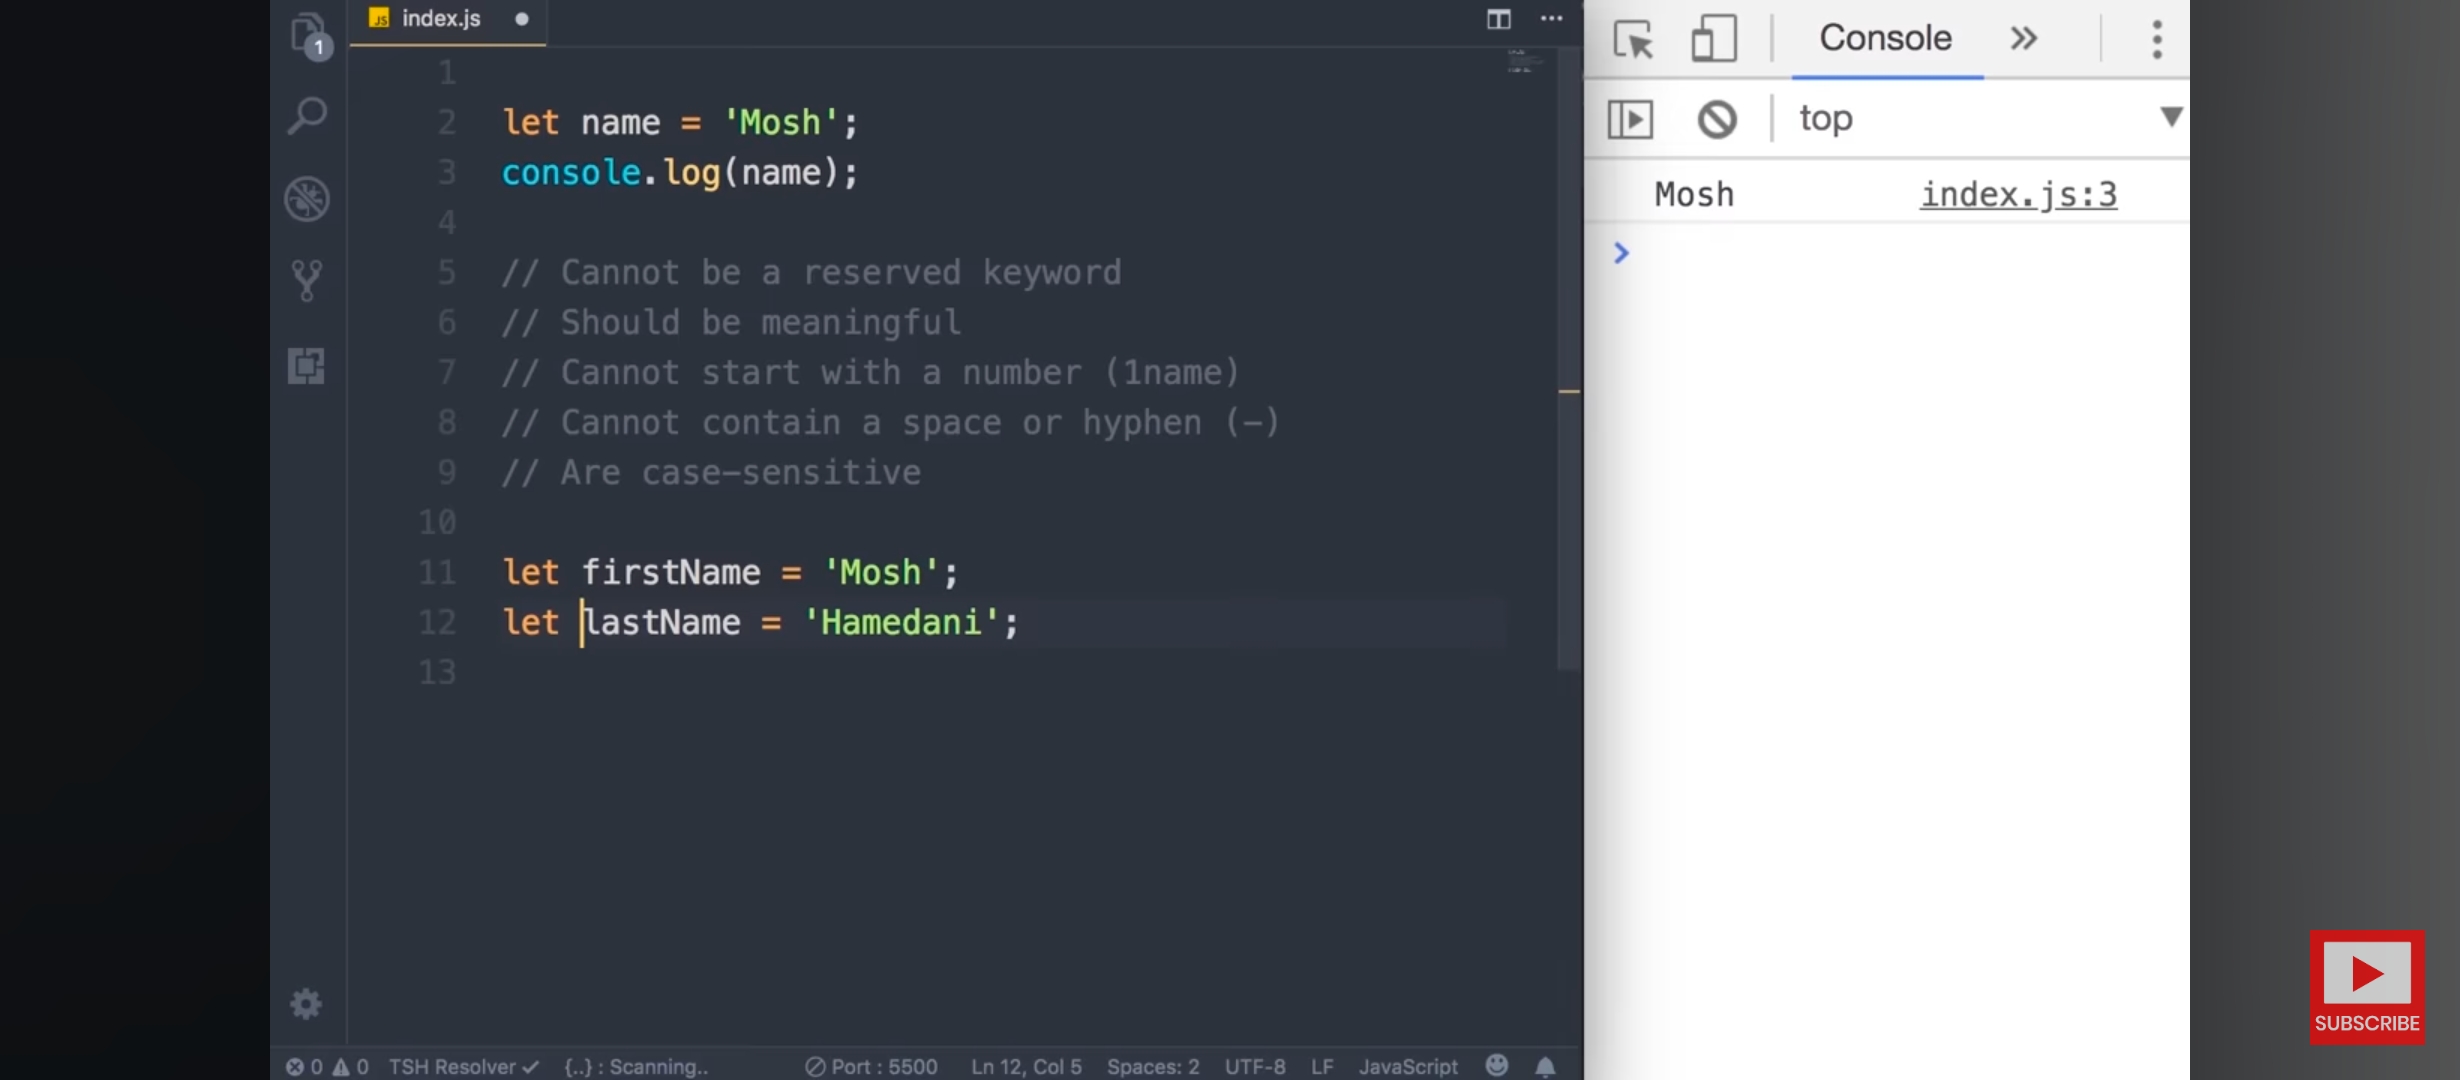 1
JS index.js
1
2 let name = 'Mosh';
3 console.log(name);
4
5 // Cannot be a reserved keyword
6 // Should be meaningful
7 // Cannot start with a number (1name)
8 // Cannot contain a space or hyphen (-)
9 // Are case-sensitive
10
11 let firstName = 'Mosh';
12 let lastName = 'Hamedani';
13
0 0 TSH Resolver ✓ {..} : Scanning.. Port : 5500 Ln 12, Col 5 Spaces: 2 UTF-8 LF JavaScript
Console »
top ▼
Mosh index.js:3
>
SUBSCRIBE